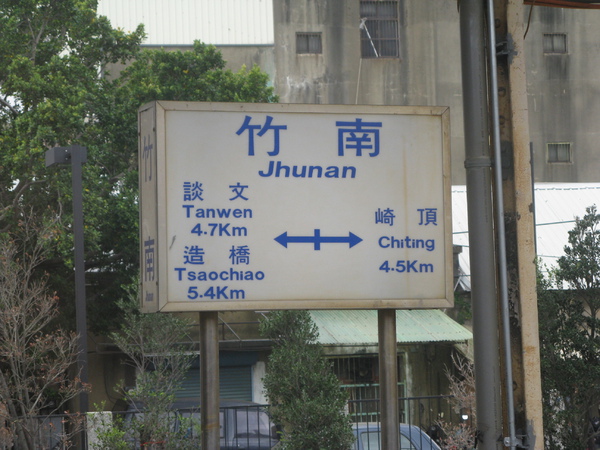 竹南
Jhunan
談文
Tanwen
4.7Km
造橋
Tsaochiao
5.4Km
崎頂
Chiting
4.5Km
竹南